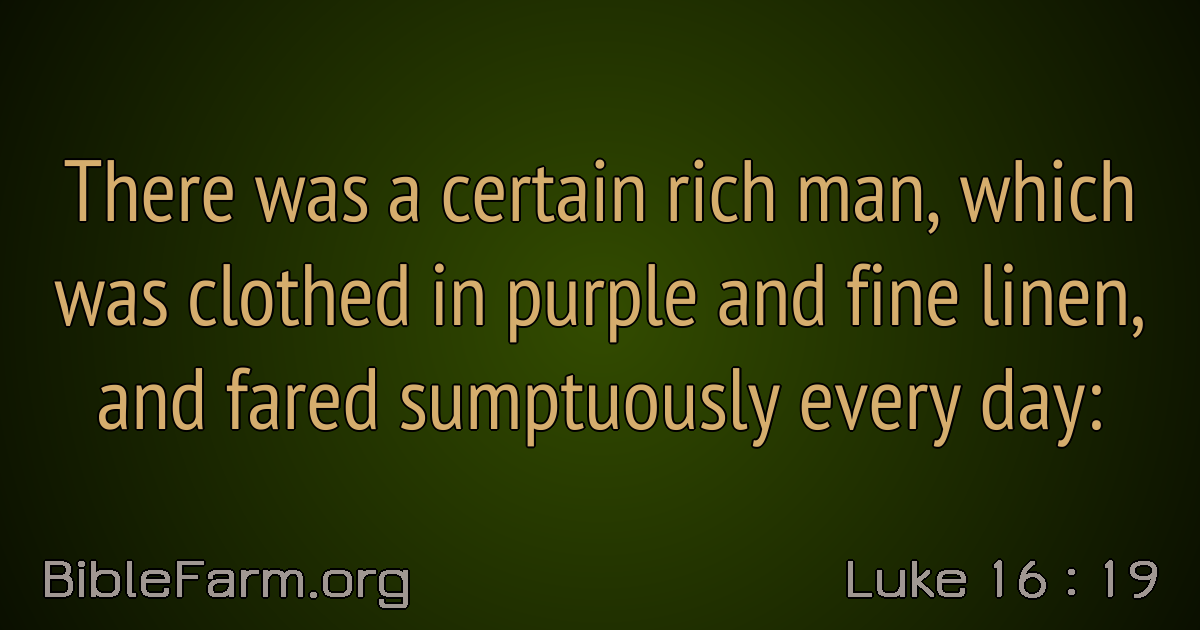 There was a certain rich man, which
was clothed in purple and fine linen,
and fared sumptuously every day:
BibleFarm.org
Luke 16 : 19